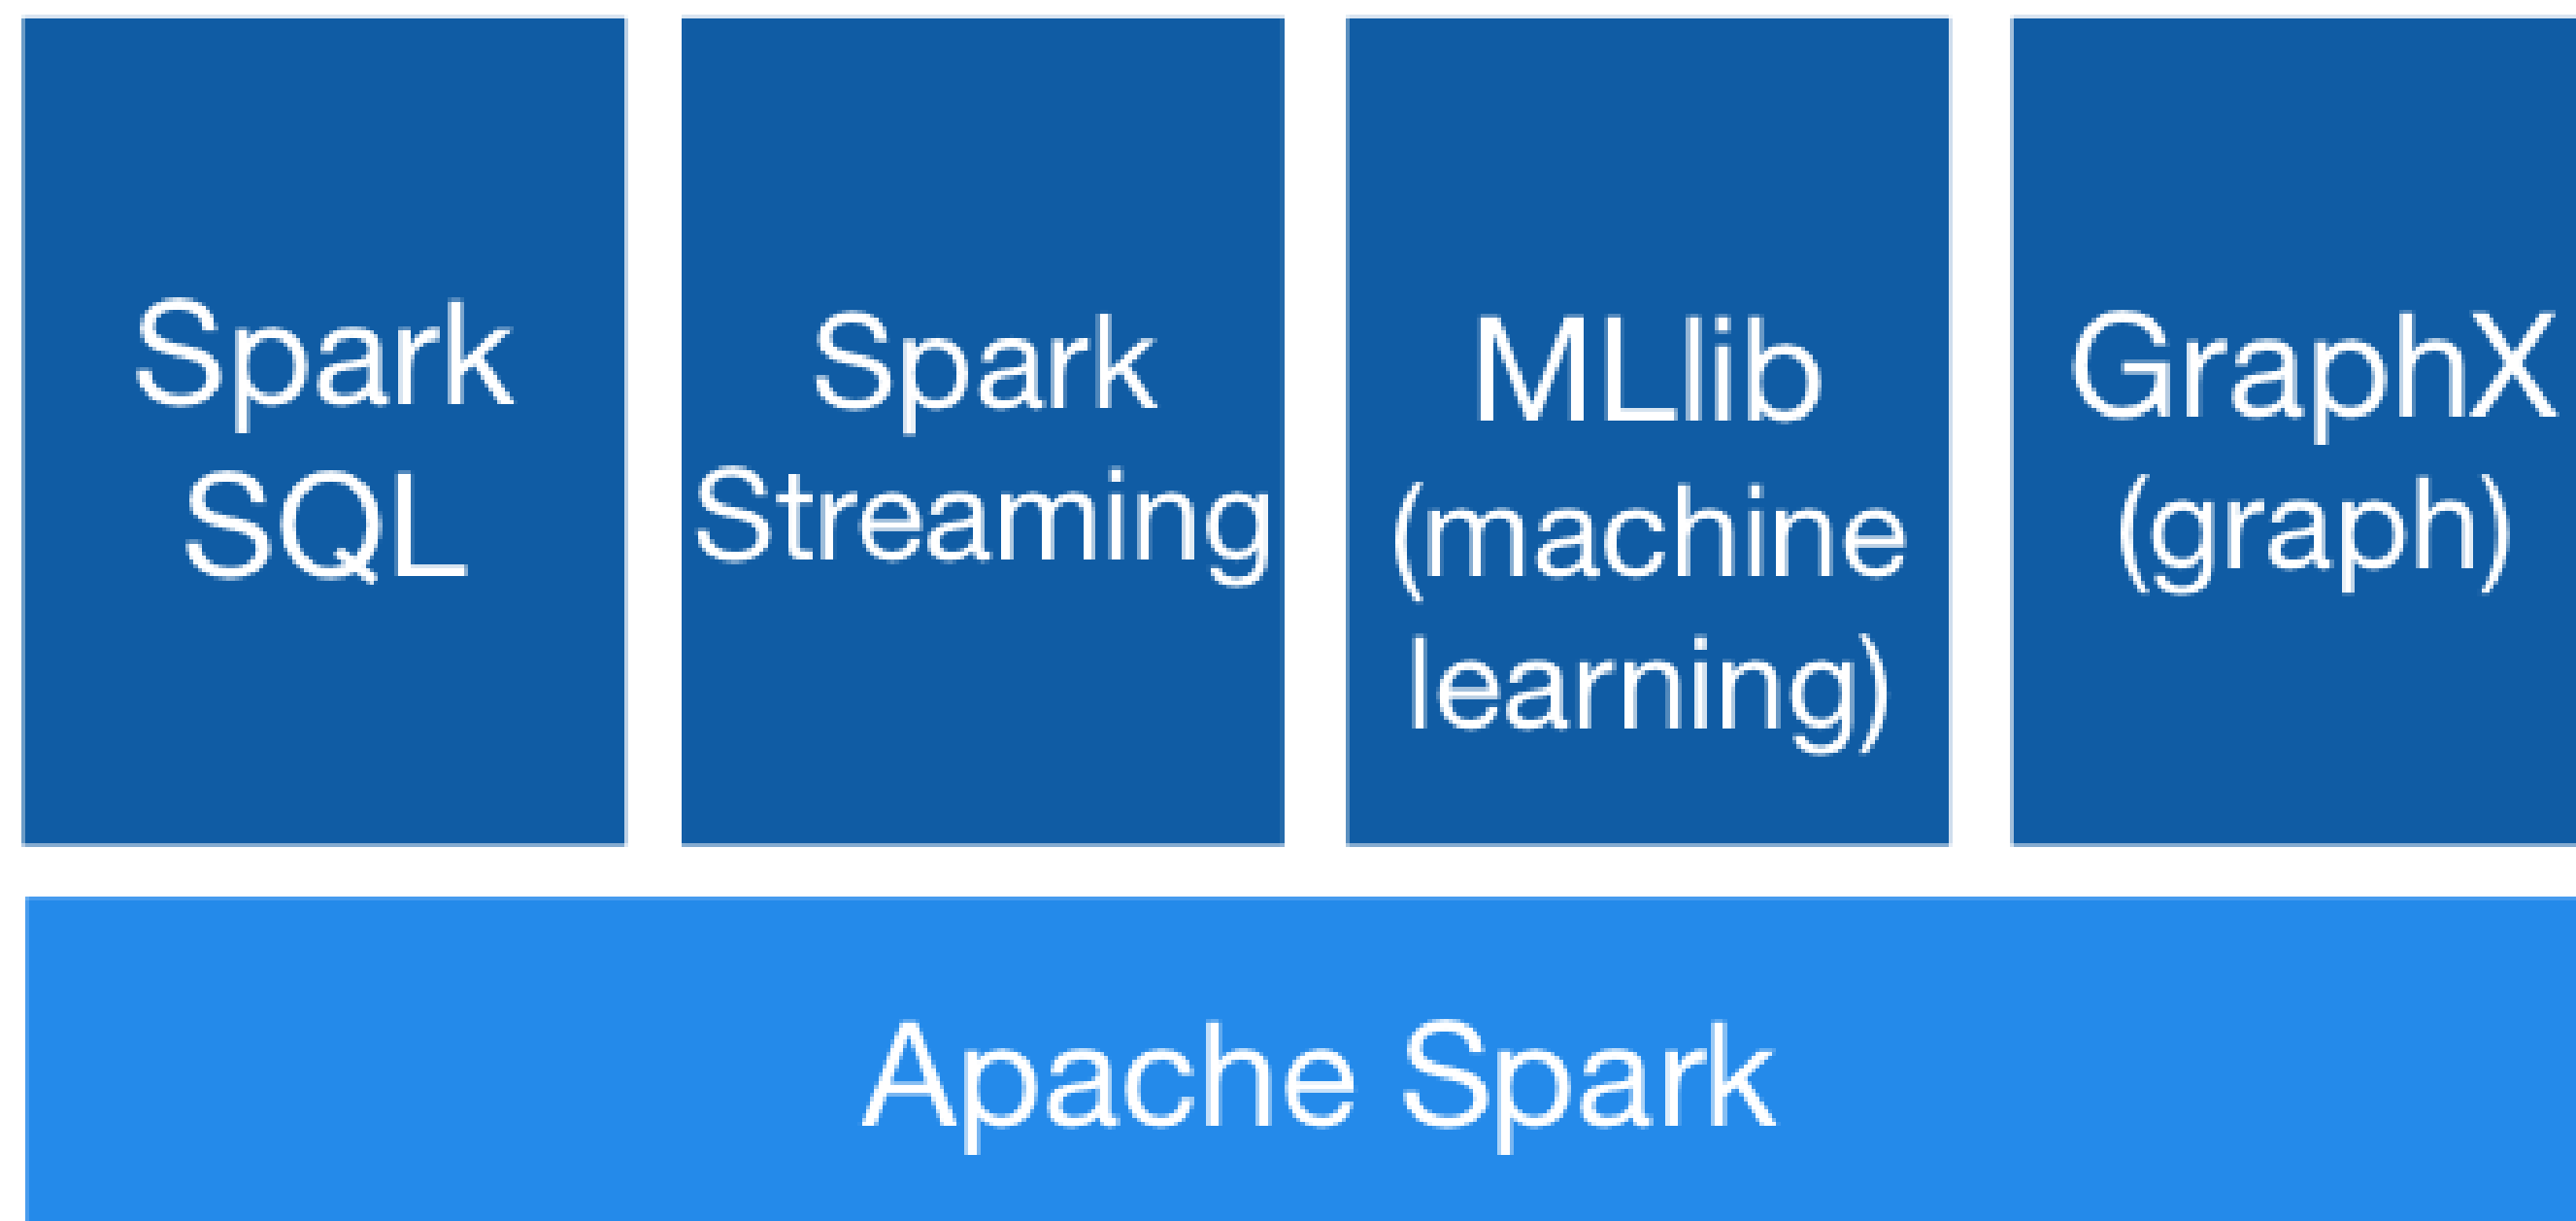 Spark
SQL
Spark
Streaming
MLlib
(machine
learning)
GraphX
(graph)
Apache Spark